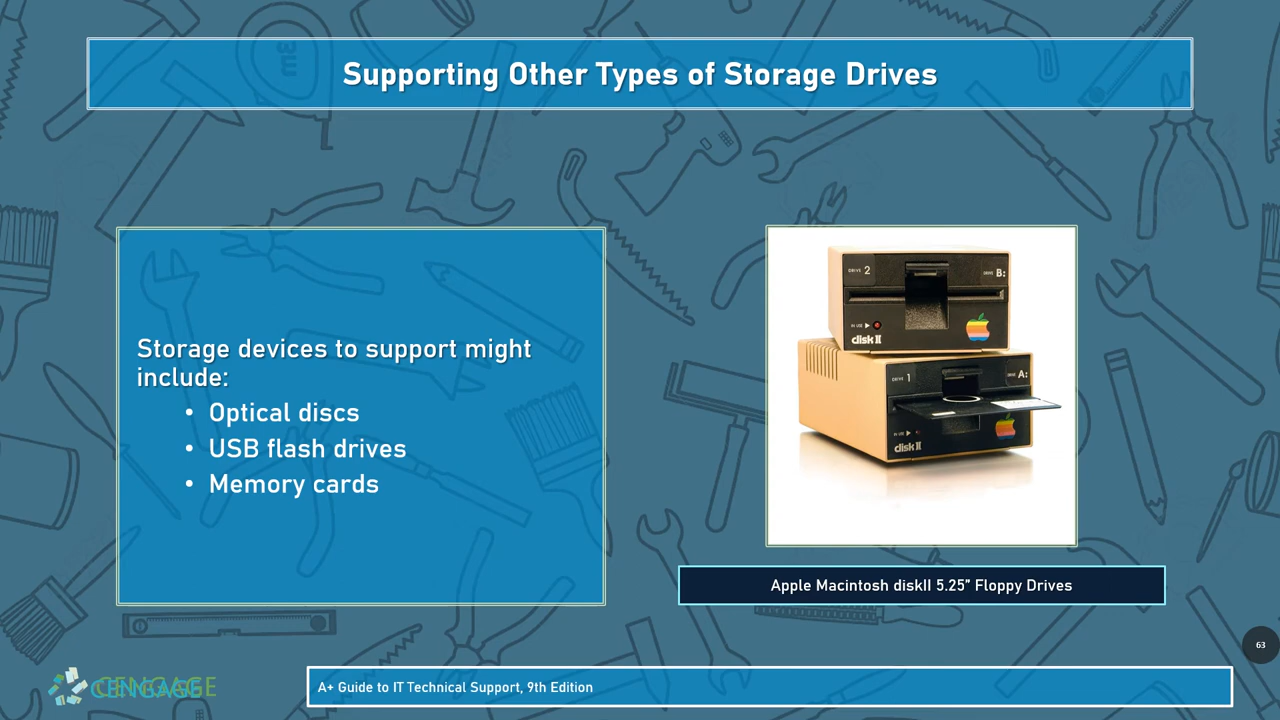 Supporting Other Types of Storage Drives
Storage devices to support might
include:
• Optical discs
• USB flash drives
• Memory cards
DRIVE 2
DRIVE B:
IN USE ▶
disk II
DRIVE 1
DRIVE A:
IN USE ▶
disk II
Apple Macintosh diskII 5.25” Floppy Drives
63
CENGAGE
A+ Guide to IT Technical Support, 9th Edition